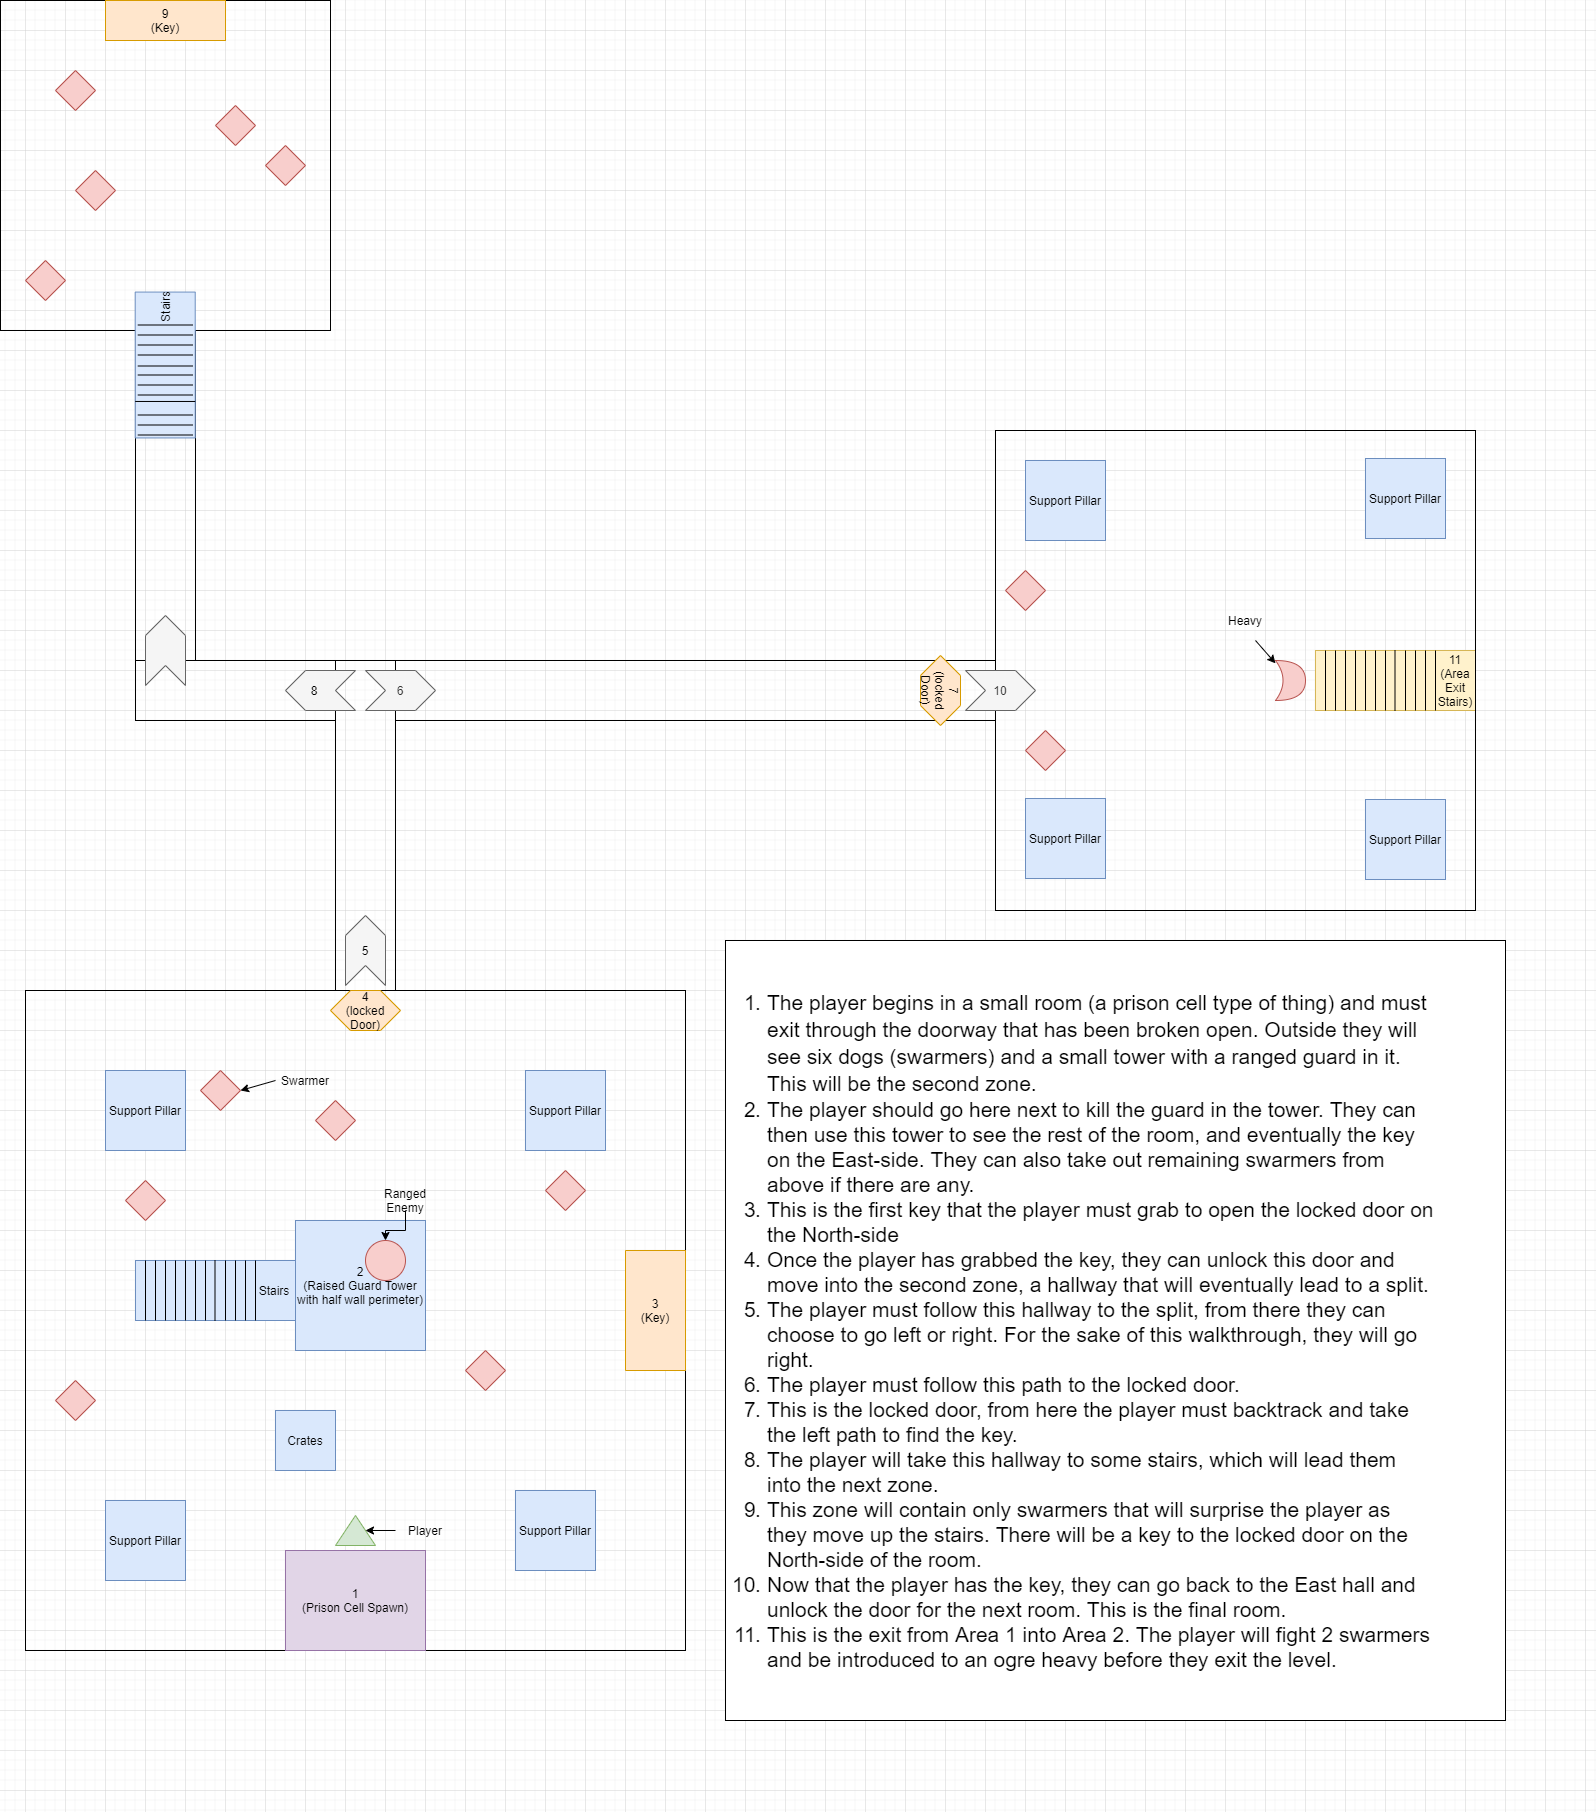 9
(Key)
Stairs
Support Pillar
Support Pillar
Heavy
8
6
7
(locked
Door)
10
11
(Area
Exit
Stairs)
Support Pillar
Support Pillar
5
4
(locked
Door)
Swarmer
Support Pillar
Support Pillar
Ranged
Enemy
2
(Raised Guard Tower
with half wall perimeter)
Stairs
3
(Key)
Crates
Support Pillar
Player
Support Pillar
1
(Prison Cell Spawn)
1. The player begins in a small room (a prison cell type of thing) and must
exit through the doorway that has been broken open. Outside they will
see six dogs (swarmers) and a small tower with a ranged guard in it.
This will be the second zone.
2. The player should go here next to kill the guard in the tower. They can
then use this tower to see the rest of the room, and eventually the key
on the East-side. They can also take out remaining swarmers from
above if there are any.
3. This is the first key that the player must grab to open the locked door on
the North-side
4. Once the player has grabbed the key, they can unlock this door and
move into the second zone, a hallway that will eventually lead to a split.
5. The player must follow this hallway to the split, from there they can
choose to go left or right. For the sake of this walkthrough, they will go
right.
6. The player must follow this path to the locked door.
7. This is the locked door, from here the player must backtrack and take
the left path to find the key.
8. The player will take this hallway to some stairs, which will lead them
into the next zone.
9. This zone will contain only swarmers that will surprise the player as
they move up the stairs. There will be a key to the locked door on the
North-side of the room.
10. Now that the player has the key, they can go back to the East hall and
unlock the door for the next room. This is the final room.
11. This is the exit from Area 1 into Area 2. The player will fight 2 swarmers
and be introduced to an ogre heavy before they exit the level.